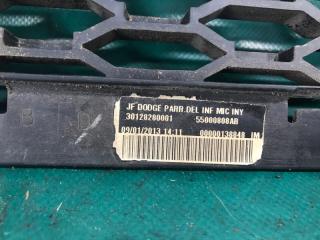 JF DODGE PARR.DEL INF MIC INY
30128280001 55000808AB
09/01/2013 14:11 00000138848 IM